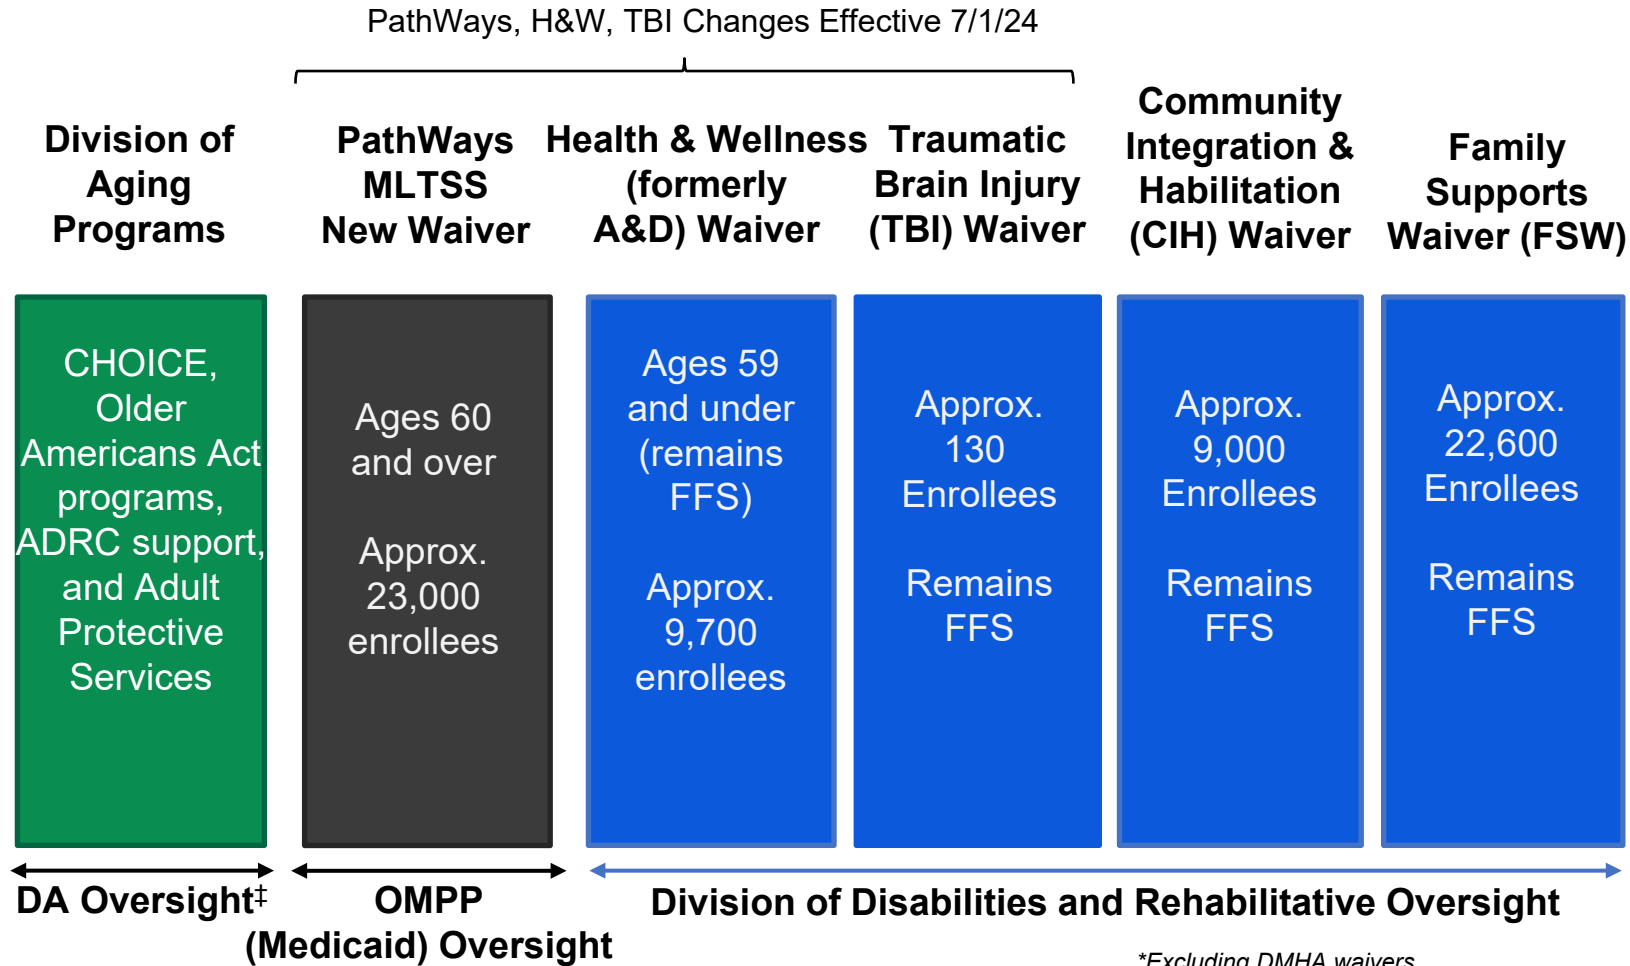 PathWays, H&W, TBI Changes Effective 7/1/24
Division of
Aging
Programs
PathWays
MLTSS
New Waiver
Health & Wellness
(formerly
A&D) Waiver
Traumatic
Brain Injury
(TBI) Waiver
Community
Integration &
Habilitation
(CIH) Waiver
Family
Supports
Waiver (FSW)
CHOICE,
Older
Americans Act
programs,
ADRC support,
and Adult
Protective
Services
Ages 60
and over
Approx.
23,000
enrollees
Ages 59
and under
(remains
FFS)
Approx.
9,700
enrollees
Approx.
130
Enrollees
Remains
FFS
Approx.
9,000
Enrollees
Remains
FFS
Approx.
22,600
Enrollees
Remains
FFS
DA Oversight‡
OMPP
(Medicaid) Oversight
Division of Disabilities and Rehabilitative Oversight
*Excluding DMHA waivers